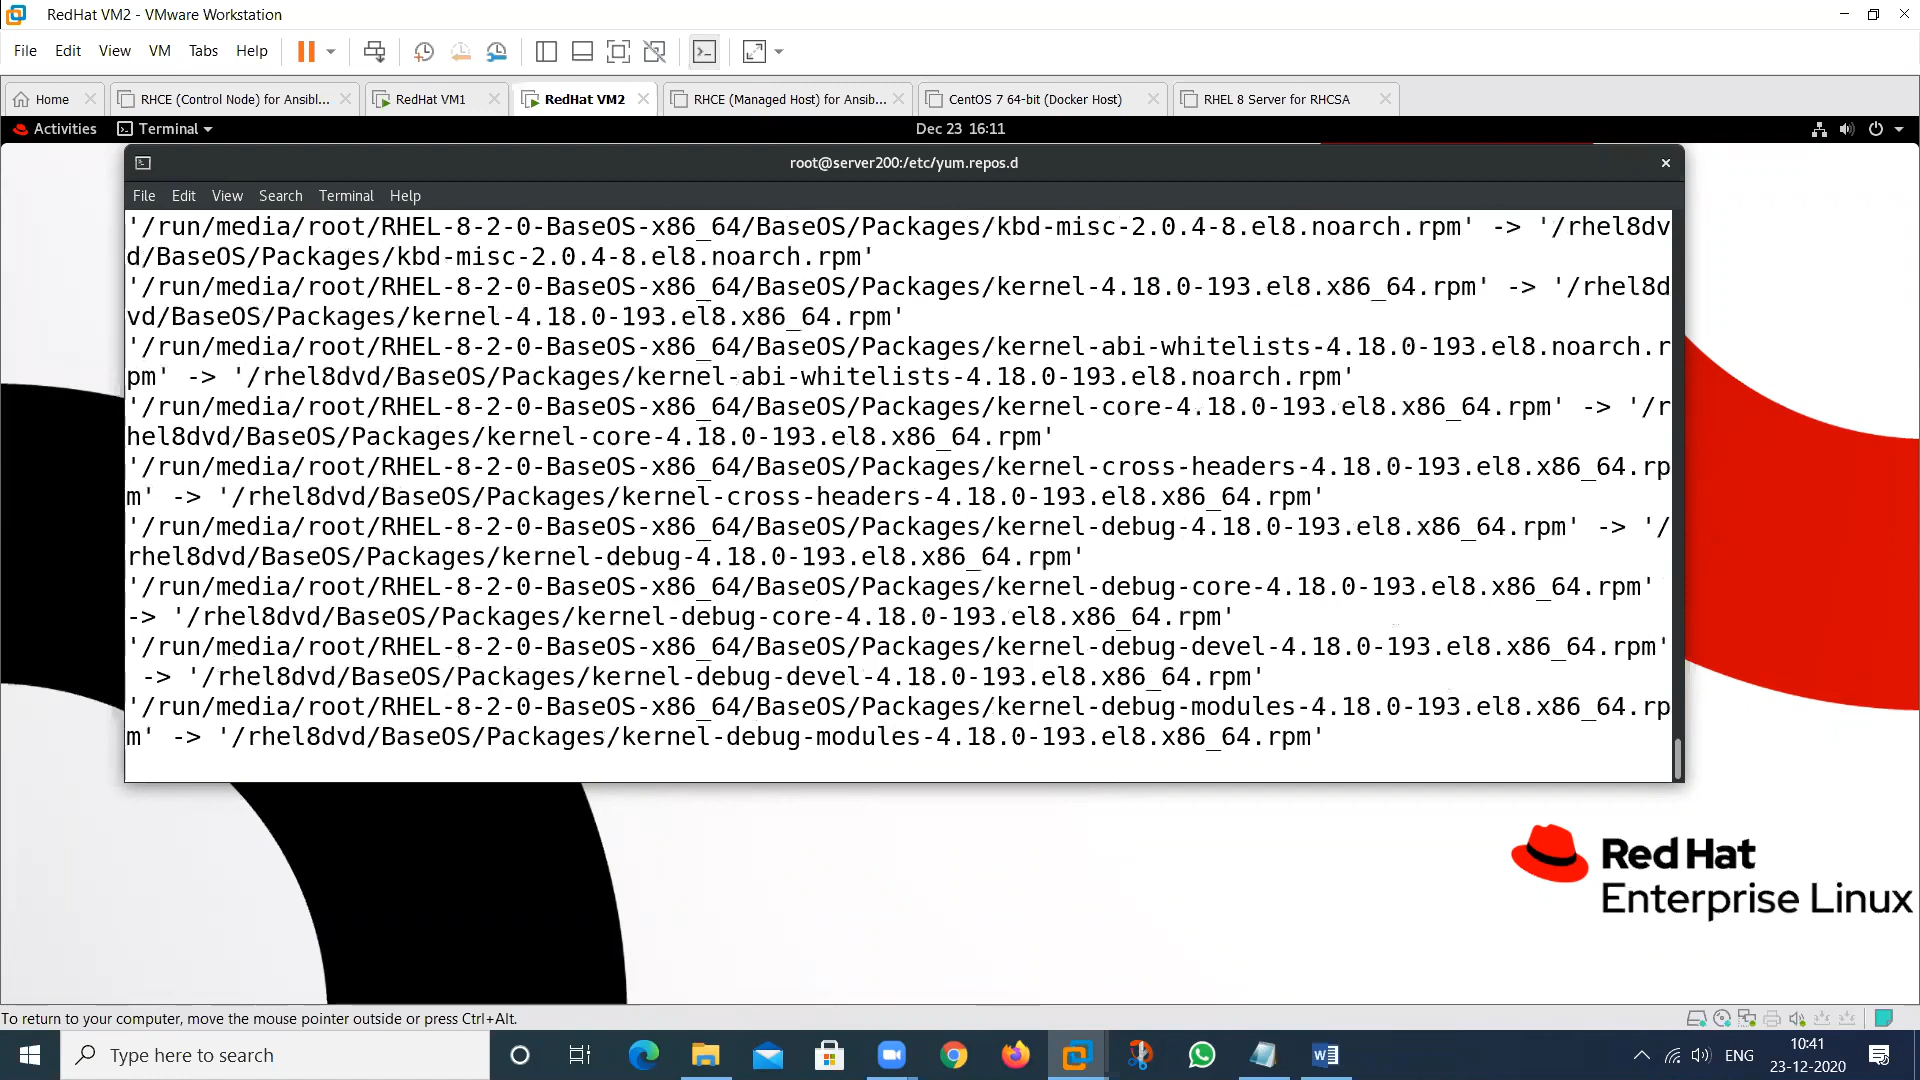 RedHat VM2 - VMware Workstation
File Edit View VM Tabs Help
Home RHCE (Control Node) for Ansibl... RedHat VM1 RedHat VM2 RHCE (Managed Host) for Ansib... CentOS 7 64-bit (Docker Host) RHEL 8 Server for RHCSA
Activities Terminal Dec 23 16:11
root@server200:/etc/yum.repos.d
File Edit View Search Terminal Help
'/run/media/root/RHEL-8-2-0-BaseOS-x86_64/BaseOS/Packages/kbd-misc-2.0.4-8.el8.noarch.rpm' -> '/rhel8dv
d/BaseOS/Packages/kbd-misc-2.0.4-8.el8.noarch.rpm'
'/run/media/root/RHEL-8-2-0-BaseOS-x86_64/BaseOS/Packages/kernel-4.18.0-193.el8.x86_64.rpm' -> '/rhel8d
vd/BaseOS/Packages/kernel-4.18.0-193.el8.x86_64.rpm'
'/run/media/root/RHEL-8-2-0-BaseOS-x86_64/BaseOS/Packages/kernel-abi-whitelists-4.18.0-193.el8.noarch.r
pm' -> '/rhel8dvd/BaseOS/Packages/kernel-abi-whitelists-4.18.0-193.el8.noarch.rpm'
'/run/media/root/RHEL-8-2-0-BaseOS-x86_64/BaseOS/Packages/kernel-core-4.18.0-193.el8.x86_64.rpm' -> '/r
hel8dvd/BaseOS/Packages/kernel-core-4.18.0-193.el8.x86_64.rpm'
'/run/media/root/RHEL-8-2-0-BaseOS-x86_64/BaseOS/Packages/kernel-cross-headers-4.18.0-193.el8.x86_64.rp
m' -> '/rhel8dvd/BaseOS/Packages/kernel-cross-headers-4.18.0-193.el8.x86_64.rpm'
'/run/media/root/RHEL-8-2-0-BaseOS-x86_64/BaseOS/Packages/kernel-debug-4.18.0-193.el8.x86_64.rpm' -> '/
rhel8dvd/BaseOS/Packages/kernel-debug-4.18.0-193.el8.x86_64.rpm'
'/run/media/root/RHEL-8-2-0-BaseOS-x86_64/BaseOS/Packages/kernel-debug-core-4.18.0-193.el8.x86_64.rpm'
-> '/rhel8dvd/BaseOS/Packages/kernel-debug-core-4.18.0-193.el8.x86_64.rpm'
'/run/media/root/RHEL-8-2-0-BaseOS-x86_64/BaseOS/Packages/kernel-debug-devel-4.18.0-193.el8.x86_64.rpm'
 -> '/rhel8dvd/BaseOS/Packages/kernel-debug-devel-4.18.0-193.el8.x86_64.rpm'
'/run/media/root/RHEL-8-2-0-BaseOS-x86_64/BaseOS/Packages/kernel-debug-modules-4.18.0-193.el8.x86_64.rp
m' -> '/rhel8dvd/BaseOS/Packages/kernel-debug-modules-4.18.0-193.el8.x86_64.rpm'
Red Hat
Enterprise Linux
To return to your computer, move the mouse pointer outside or press Ctrl+Alt.
Type here to search
ENG
10:41
23-12-2020